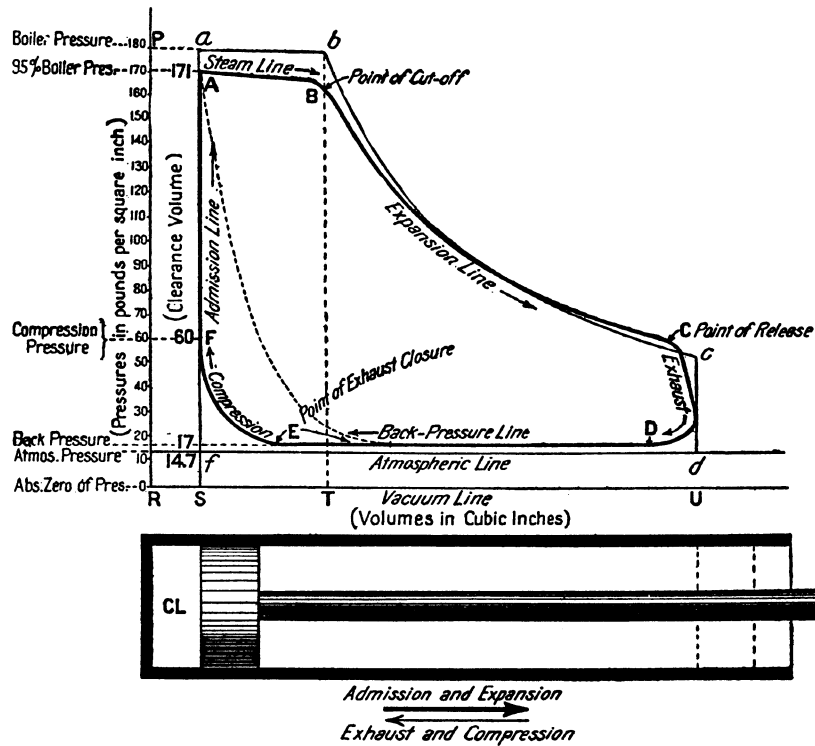 Boiler Pressure
P
a
b
95% Boiler Pres.
171
Steam Line
A
B
Point of Cut-off
180
170
160
150
140
130
120
110
100
90
80
70
60
50
40
30
20
10
0
(Pressures in pounds per square inch)
(Clearance Volume)
Admission Line
Expansion Line
Compression
Pressure
60
F
C
Point of Release
c
Compression
Point of Exhaust Closure
Exhaust
Back Pressure
17
E
Back-Pressure Line
D
Atmos. Pressure
14.7
f
Atmospheric Line
d
Abs. Zero of Pres.
R
S
T
Vacuum Line
U
(Volumes in Cubic Inches)
CL
Admission and Expansion
Exhaust and Compression